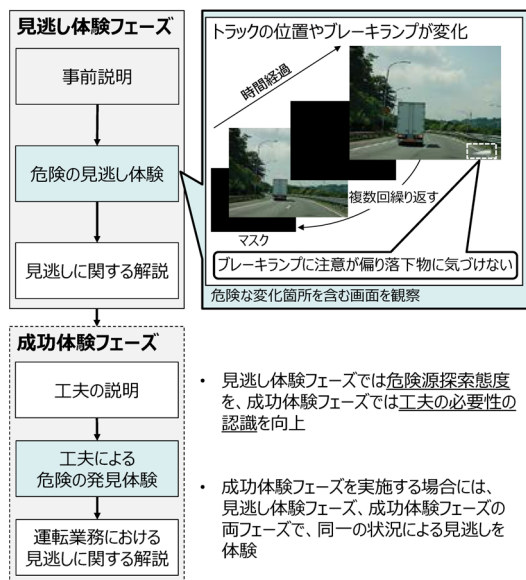 見逃し体験フェーズ
事前説明
危険の見逃し体験
見逃しに関する解説
トラックの位置やブレーキランプが変化
時間経過
複数回繰り返す
マスク
ブレーキランプに注意が偏り落下物に気づけない
危険な変化箇所を含む画面を観察
成功体験フェーズ
工夫の説明
工夫による
危険の発見体験
運転業務における
見逃しに関する解説
• 見逃し体験フェーズでは危険源探索態度
を、成功体験フェーズでは工夫の必要性の
認識を向上
• 成功体験フェーズを実施する場合には、
見逃し体験フェーズ、成功体験フェーズの
両フェーズで、同一の状況による見逃しを
体験